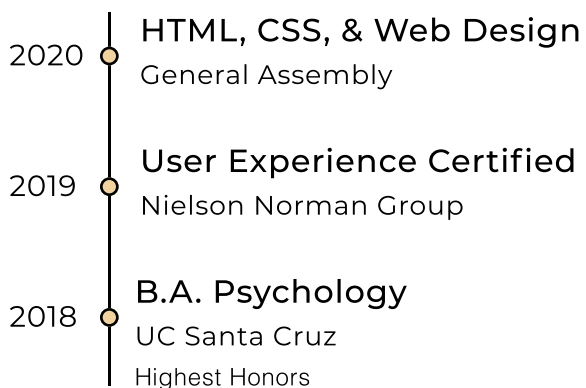 HTML, CSS, & Web Design
2020
General Assembly
User Experience Certified
2019
Nielson Norman Group
B.A. Psychology
2018
UC Santa Cruz
Highest Honors